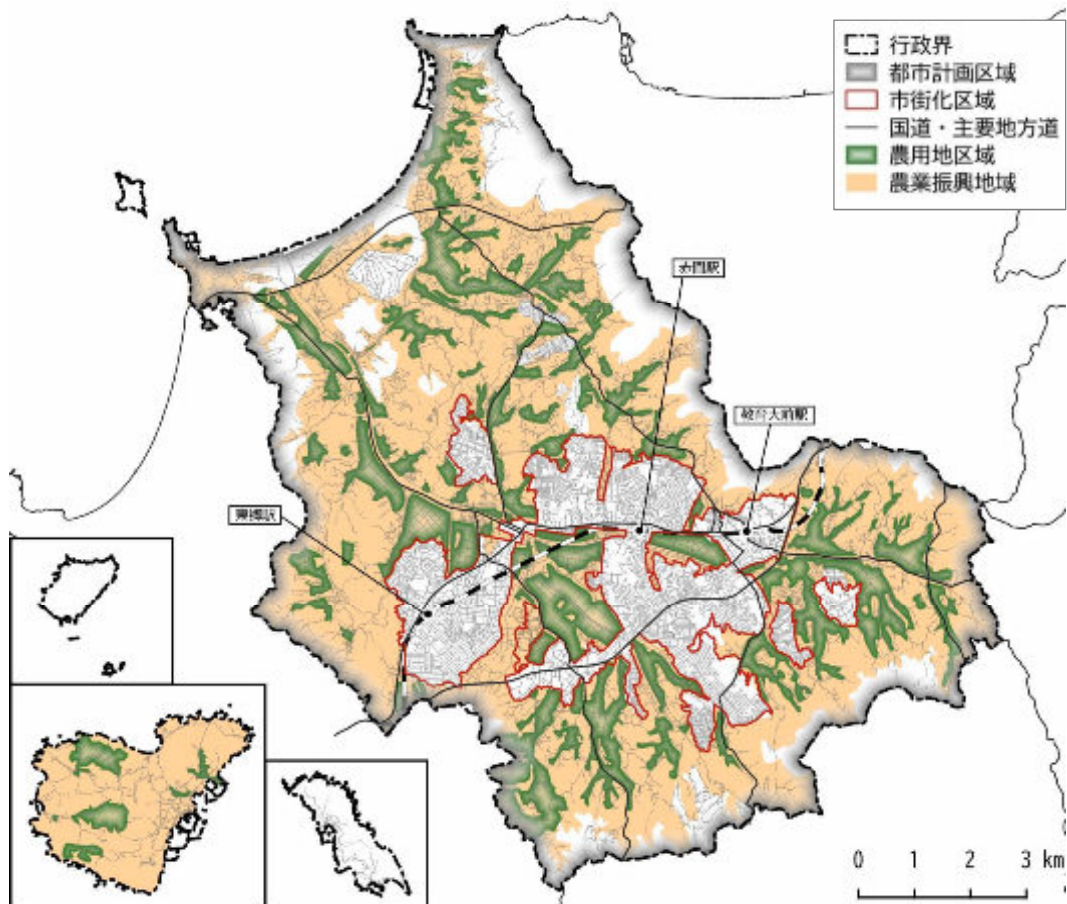 行政界
都市計画区域
市街化区域
国道・主要地方道
農用地区域
農業振興地域
赤間駅
教育大前駅
東郷駅
0 1 2 3 km